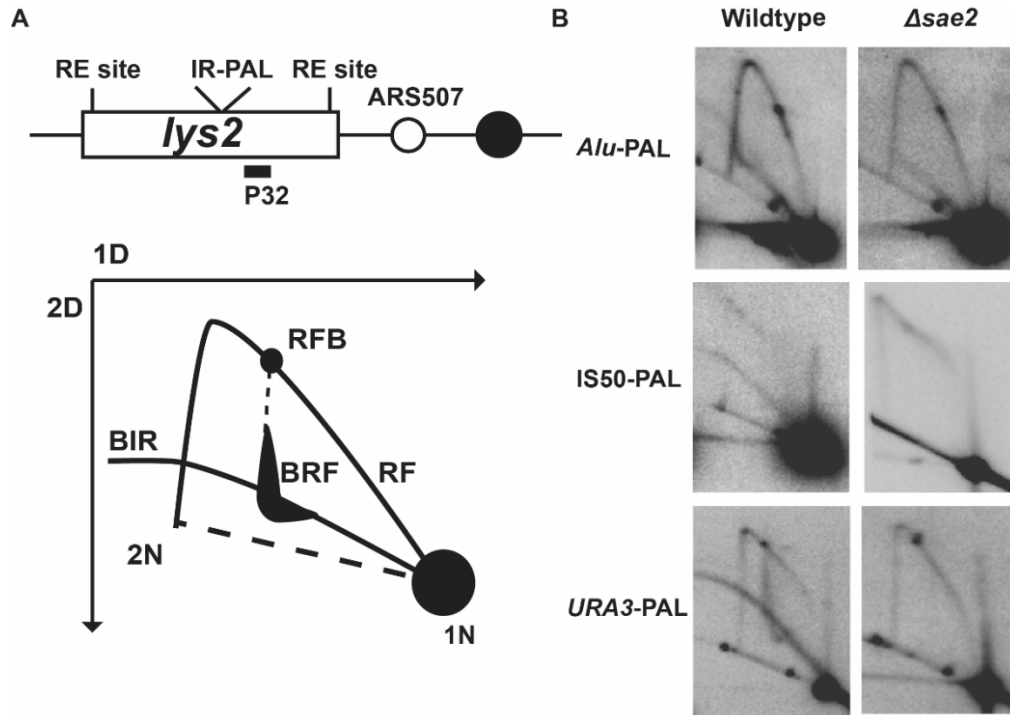 A
RE site IR-PAL RE site
ARS507
lys2
P32
1D
2D
RFB
BIR
BRF
RF
2N
1N
B
Wildtype Δsae2
Alu-PAL
IS50-PAL
URA3-PAL